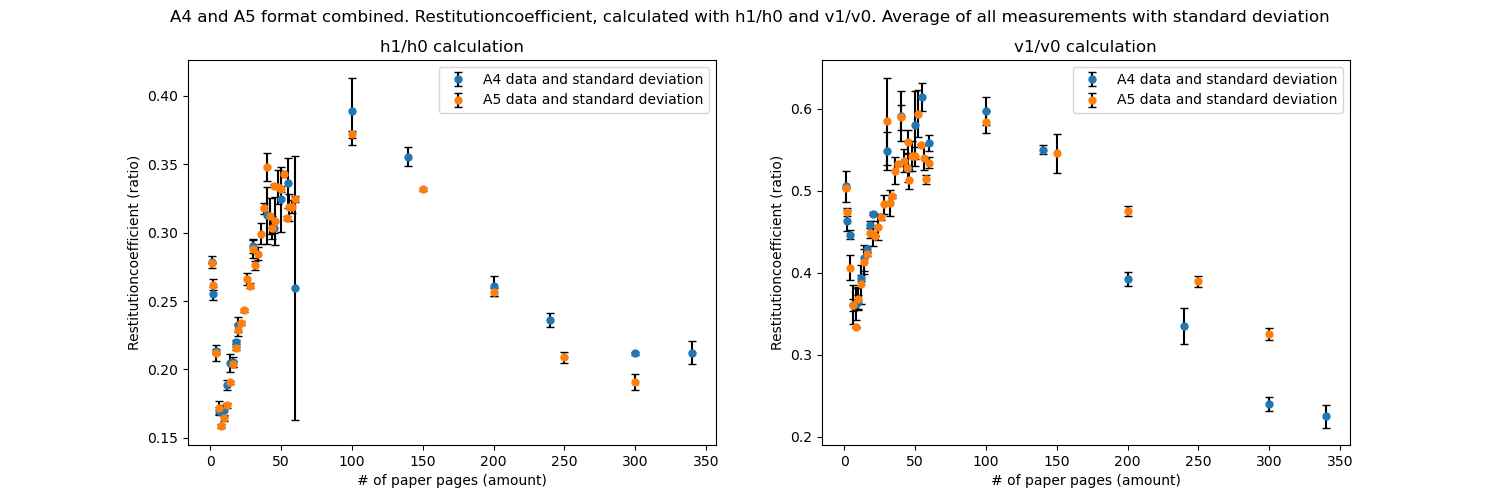 A4 and A5 format combined. Restitutioncoefficient, calculated with h1/h0 and v1/v0. Average of all measurements with standard deviation
h1/h0 calculation
A4 data and standard deviation
A5 data and standard deviation
Restitutioncoefficient (ratio)
0.40
0.35
0.30
0.25
0.20
0.15
0 50 100 150 200 250 300 350
# of paper pages (amount)
v1/v0 calculation
A4 data and standard deviation
A5 data and standard deviation
Restitutioncoefficient (ratio)
0.6
0.5
0.4
0.3
0.2
0 50 100 150 200 250 300 350
# of paper pages (amount)